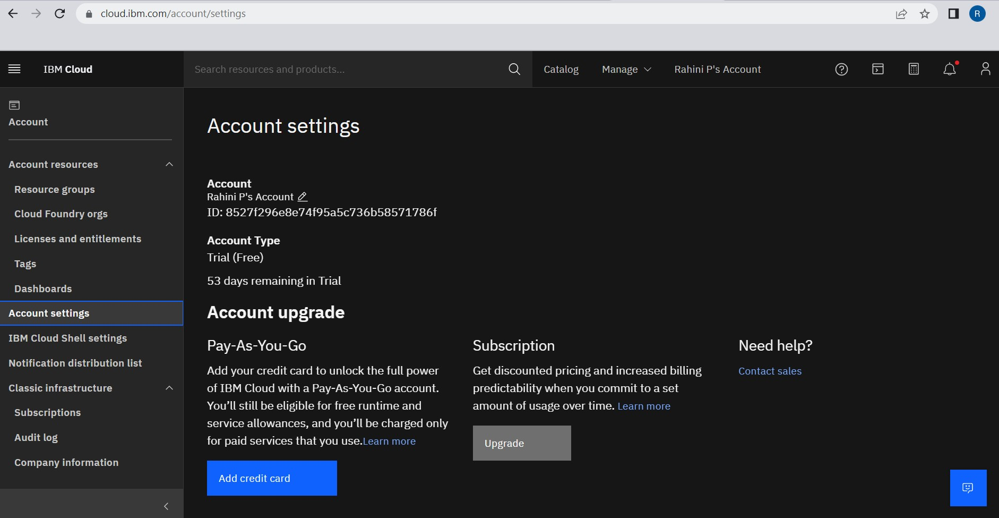 cloud.ibm.com/account/settings
R
IBM Cloud
Search resources and products...
Catalog
Manage
Rahini P's Account
Account
Account resources
Resource groups
Cloud Foundry orgs
Licenses and entitlements
Tags
Dashboards
Account settings
IBM Cloud Shell settings
Notification distribution list
Classic infrastructure
Subscriptions
Audit log
Company information
Account settings
Account
Rahini P's Account
ID: 8527f296e8e74f95a5c736b58571786f
Account Type
Trial (Free)
53 days remaining in Trial
Account upgrade
Pay-As-You-Go
Add your credit card to unlock the full power
of IBM Cloud with a Pay-As-You-Go account.
You’ll still be eligible for free runtime and
service allowances, and you’ll be charged only
for paid services that you use.Learn more
Add credit card
Subscription
Get discounted pricing and increased billing
predictability when you commit to a set
amount of usage over time. Learn more
Upgrade
Need help?
Contact sales